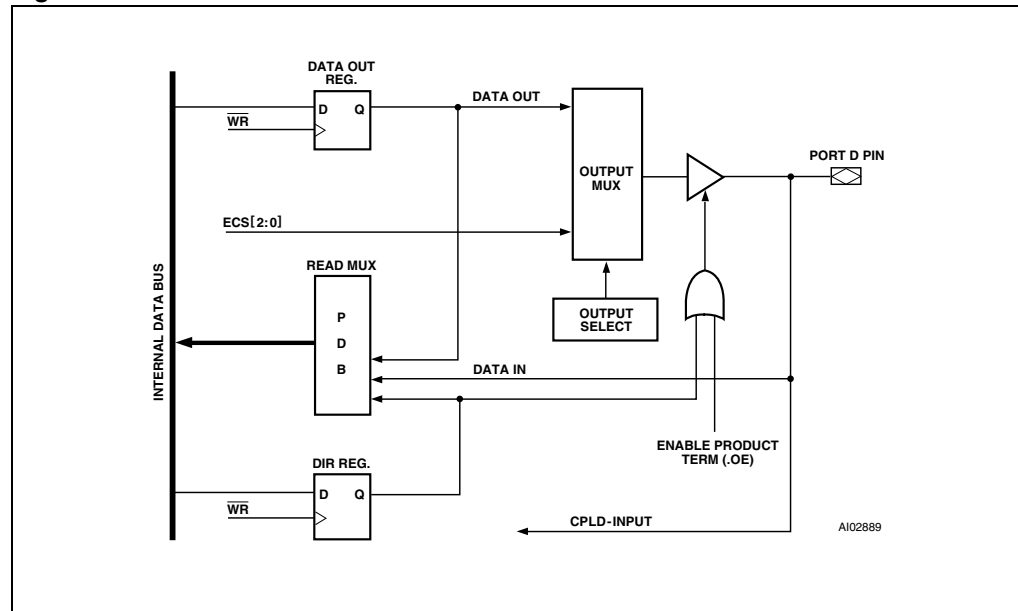 DATA OUT
REG.
D Q
WR
DATA OUT
OUTPUT
MUX
PORT D PIN
ECS[2:0]
READ MUX
P
D
B
OUTPUT
SELECT
INTERNAL DATA BUS
DATA IN
ENABLE PRODUCT
TERM (.OE)
DIR REG.
D Q
WR
CPLD-INPUT
AI02889